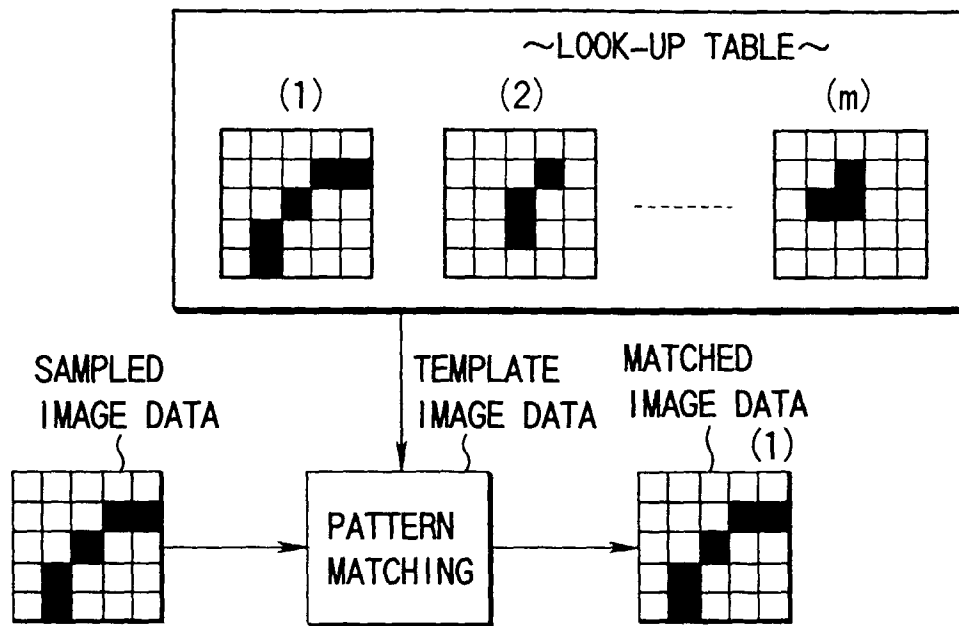 ~LOOK-UP TABLE~
(1)
(2)
(m)
SAMPLED
IMAGE DATA
TEMPLATE
IMAGE DATA
MATCHED
IMAGE DATA
(1)
PATTERN
MATCHING